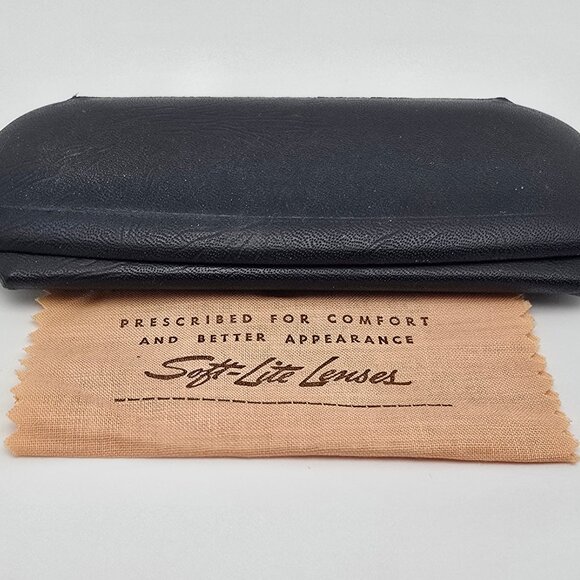 PRESCRIBED FOR COMFORT
AND BETTER APPEARANCE
Soft-Lite Lenses